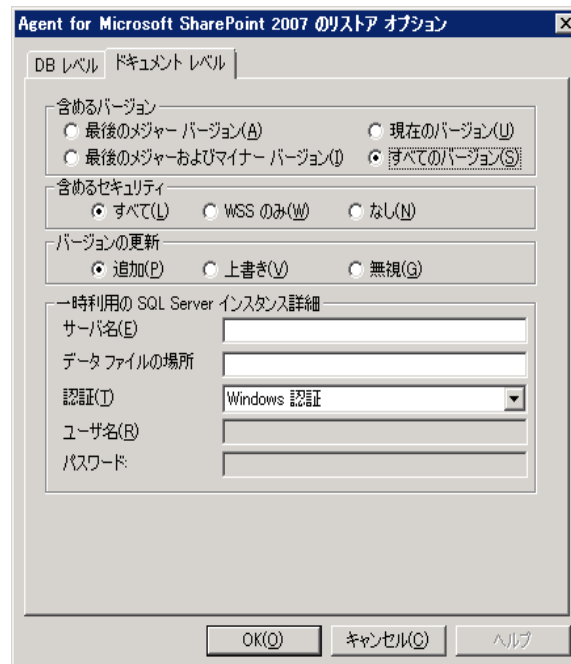 Agent for Microsoft SharePoint 2007 のリストア オプション
DB レベル ドキュメント レベル
含めるバージョン
最後のメジャー バージョン(A) 現在のバージョン(U)
最後のメジャーおよびマイナー バージョン(I) すべてのバージョン(S)
含めるセキュリティ
すべて(L) WSS のみ(W) なし(N)
バージョンの更新
追加(P) 上書き(V) 無視(G)
一時利用の SQL Server インスタンス詳細
サーバ名(E)
データ ファイルの場所
認証(T) Windows 認証
ユーザ名(R)
パスワード:
OK(O) キャンセル(C) ヘルプ